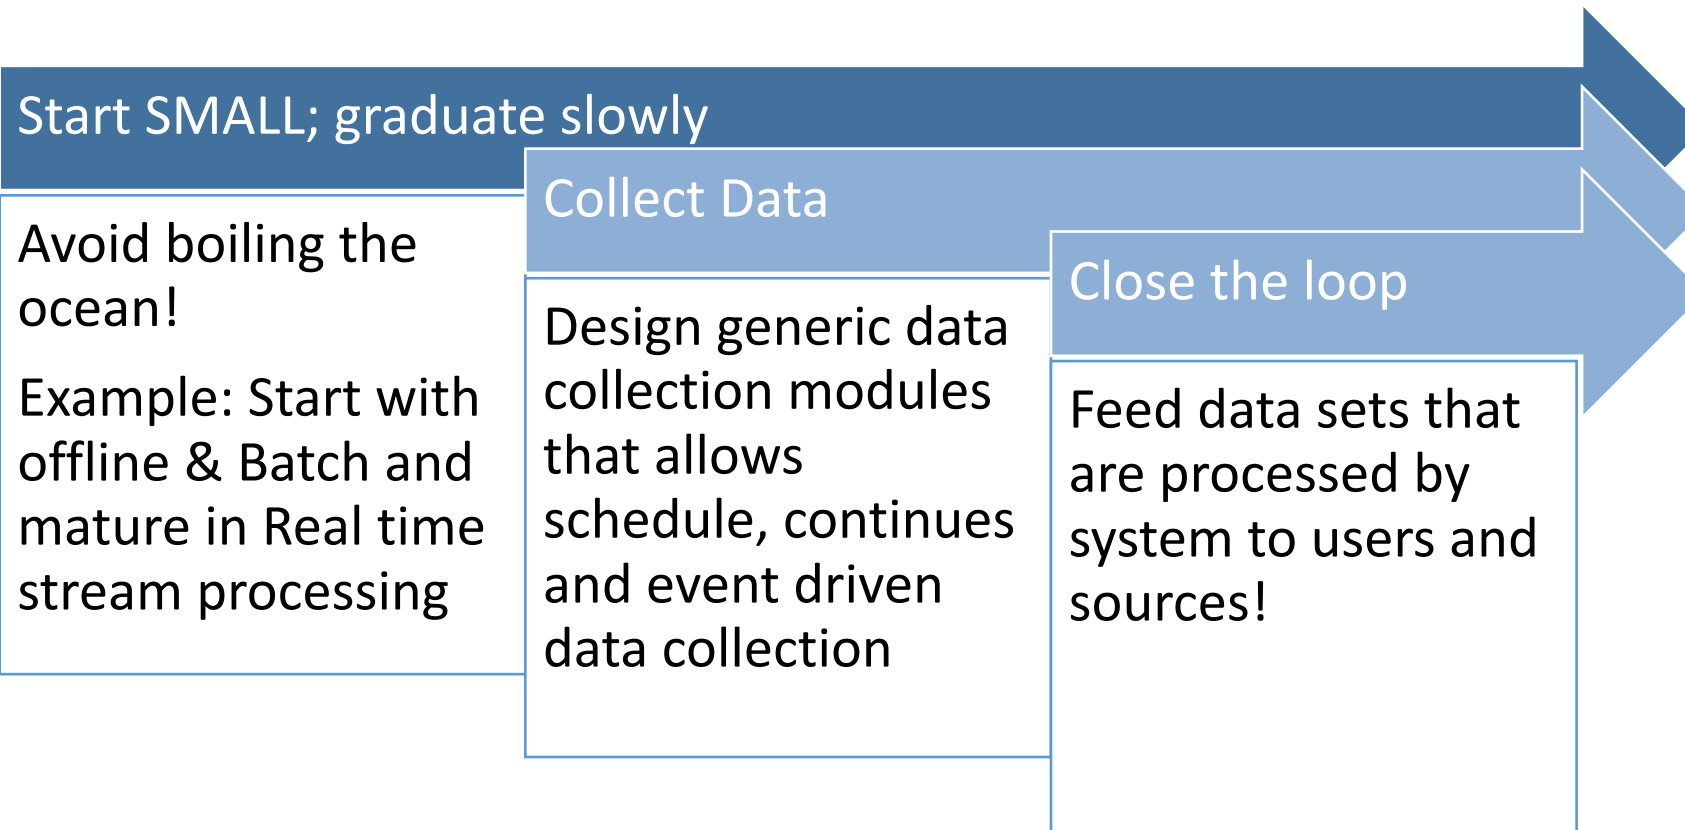 Start SMALL; graduate slowly
Avoid boiling the
ocean!
Example: Start with
offline & Batch and
mature in Real time
stream processing
Collect Data
Design generic data
collection modules
that allows
schedule, continues
and event driven
data collection
Close the loop
Feed data sets that
are processed by
system to users and
sources!